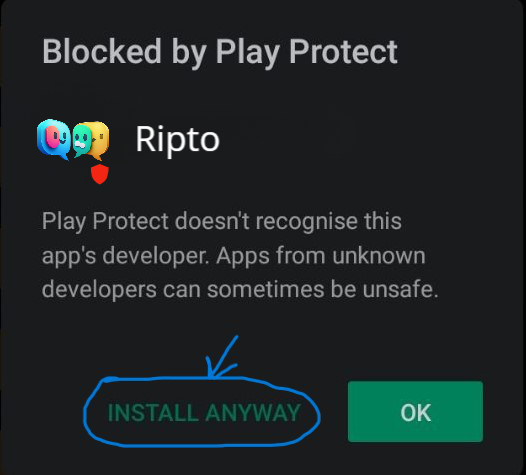 Blocked by Play Protect
Ripto
Play Protect doesn't recognise this
app's developer. Apps from unknown
developers can sometimes be unsafe.
INSTALL ANYWAY OK